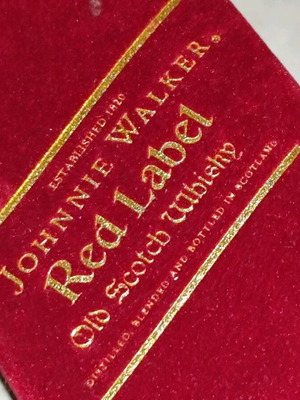 ESTABLISHED 1820
JOHNNIE WALKER®
Red Label
Old Scotch Whisky
DISTILLED, BLENDED AND BOTTLED IN SCOTLAND